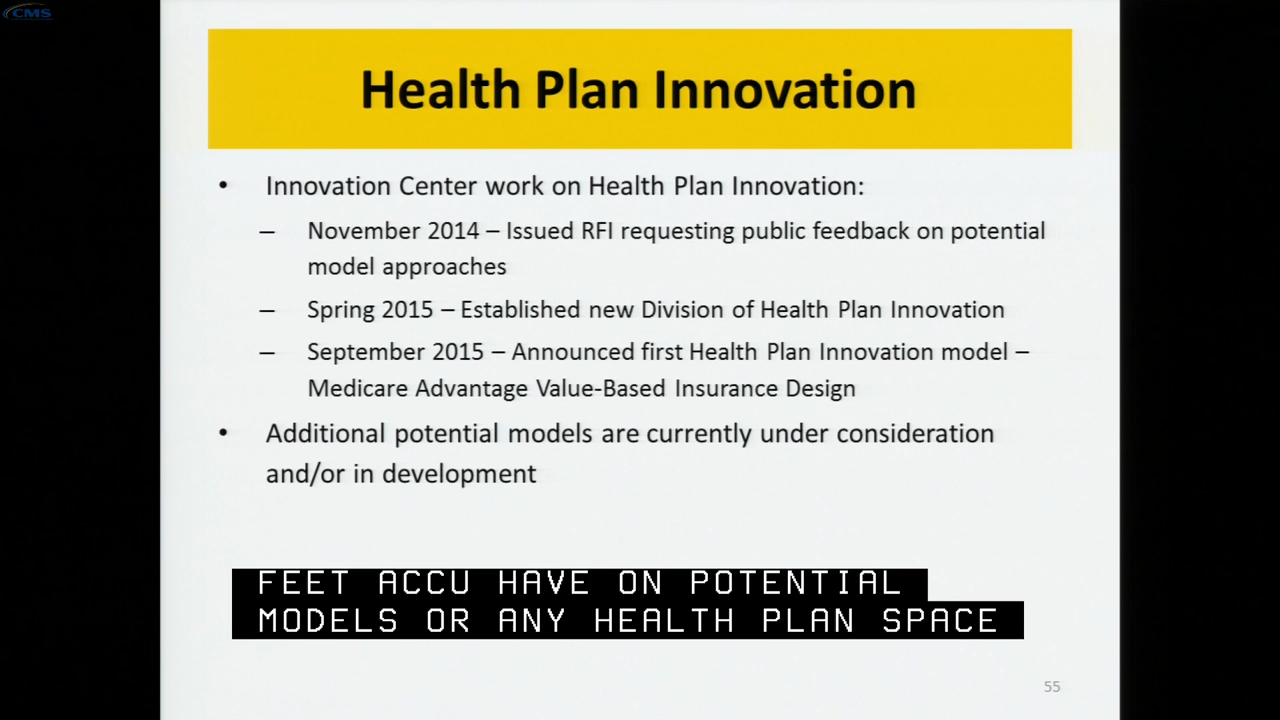 CMS
Health Plan Innovation
• Innovation Center work on Health Plan Innovation:
– November 2014 – Issued RFI requesting public feedback on potential
model approaches
– Spring 2015 – Established new Division of Health Plan Innovation
– September 2015 – Announced first Health Plan Innovation model –
Medicare Advantage Value-Based Insurance Design
• Additional potential models are currently under consideration
and/or in development
FEET ACCU HAVE ON POTENTIAL
MODELS OR ANY HEALTH PLAN SPACE
55